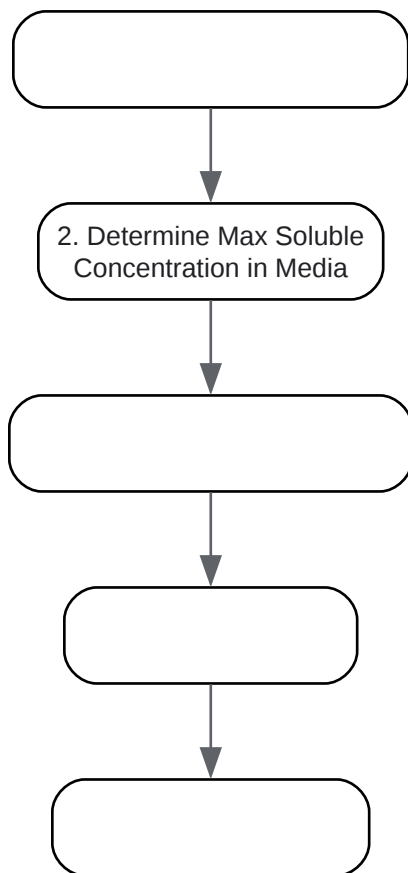 2. Determine Max Soluble
Concentration in Media